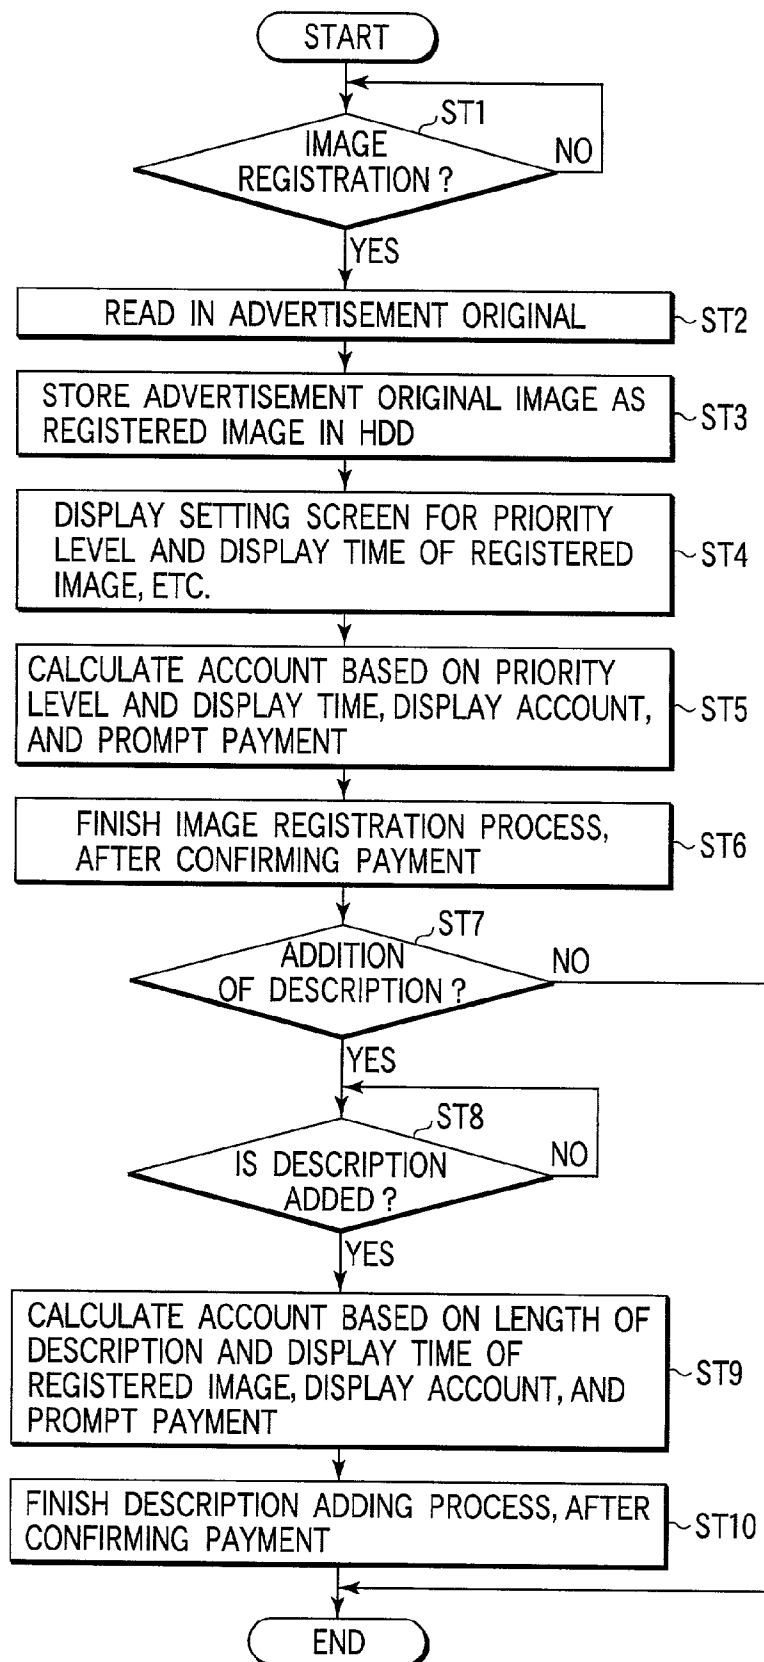 START
ST1
IMAGE
REGISTRATION?
NO
YES
READ IN ADVERTISEMENT ORIGINAL
ST2
STORE ADVERTISEMENT ORIGINAL IMAGE AS
REGISTERED IMAGE IN HDD
ST3
DISPLAY SETTING SCREEN FOR PRIORITY
LEVEL AND DISPLAY TIME OF REGISTERED
IMAGE, ETC.
ST4
CALCULATE ACCOUNT BASED ON PRIORITY
LEVEL AND DISPLAY TIME, DISPLAY ACCOUNT,
AND PROMPT PAYMENT
ST5
FINISH IMAGE REGISTRATION PROCESS,
AFTER CONFIRMING PAYMENT
ST6
ST7
ADDITION
OF DESCRIPTION?
NO
YES
ST8
IS DESCRIPTION
ADDED?
NO
YES
CALCULATE ACCOUNT BASED ON LENGTH OF
DESCRIPTION AND DISPLAY TIME OF
REGISTERED IMAGE, DISPLAY ACCOUNT, AND
PROMPT PAYMENT
ST9
FINISH DESCRIPTION ADDING PROCESS, AFTER
CONFIRMING PAYMENT
ST10
END